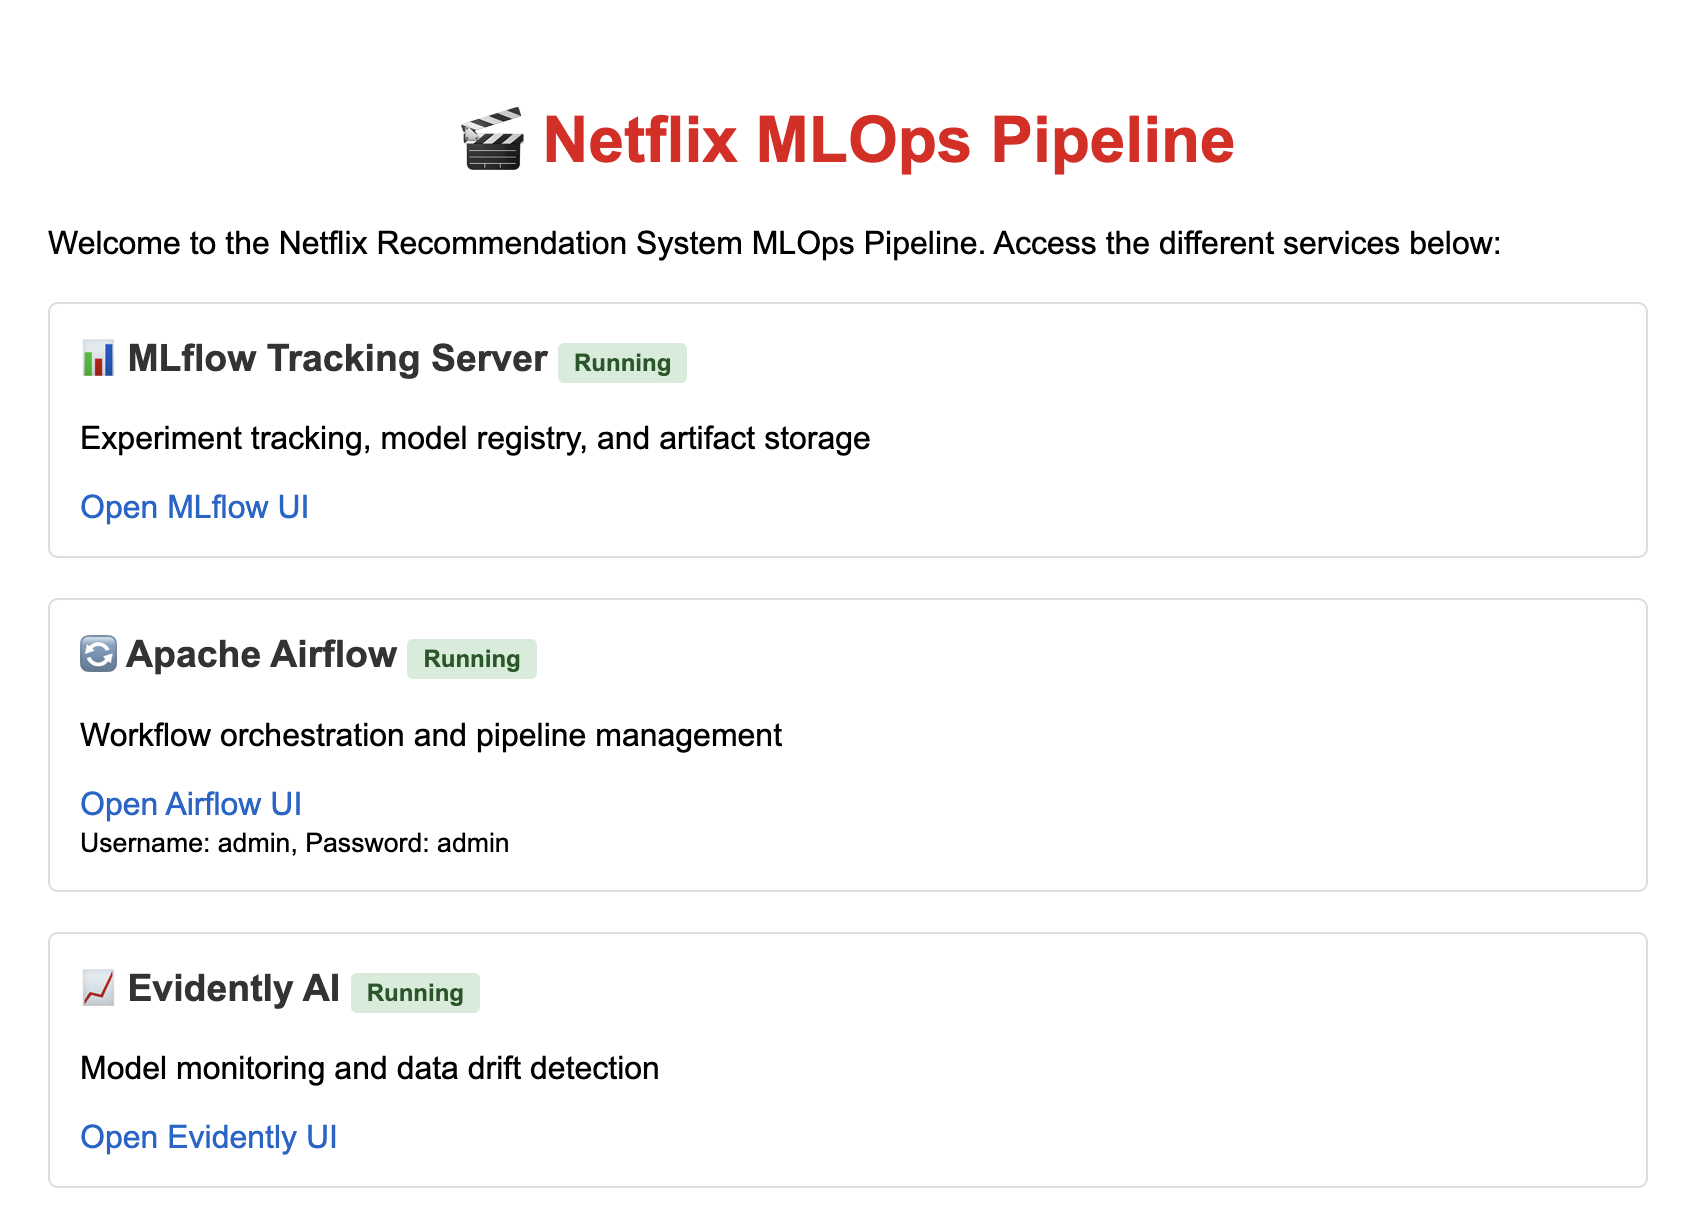 Netflix MLOps Pipeline
Welcome to the Netflix Recommendation System MLOps Pipeline. Access the different services below:
MLflow Tracking Server Running
Experiment tracking, model registry, and artifact storage
Open MLflow UI
Apache Airflow Running
Workflow orchestration and pipeline management
Open Airflow UI
Username: admin, Password: admin
Evidently AI Running
Model monitoring and data drift detection
Open Evidently UI